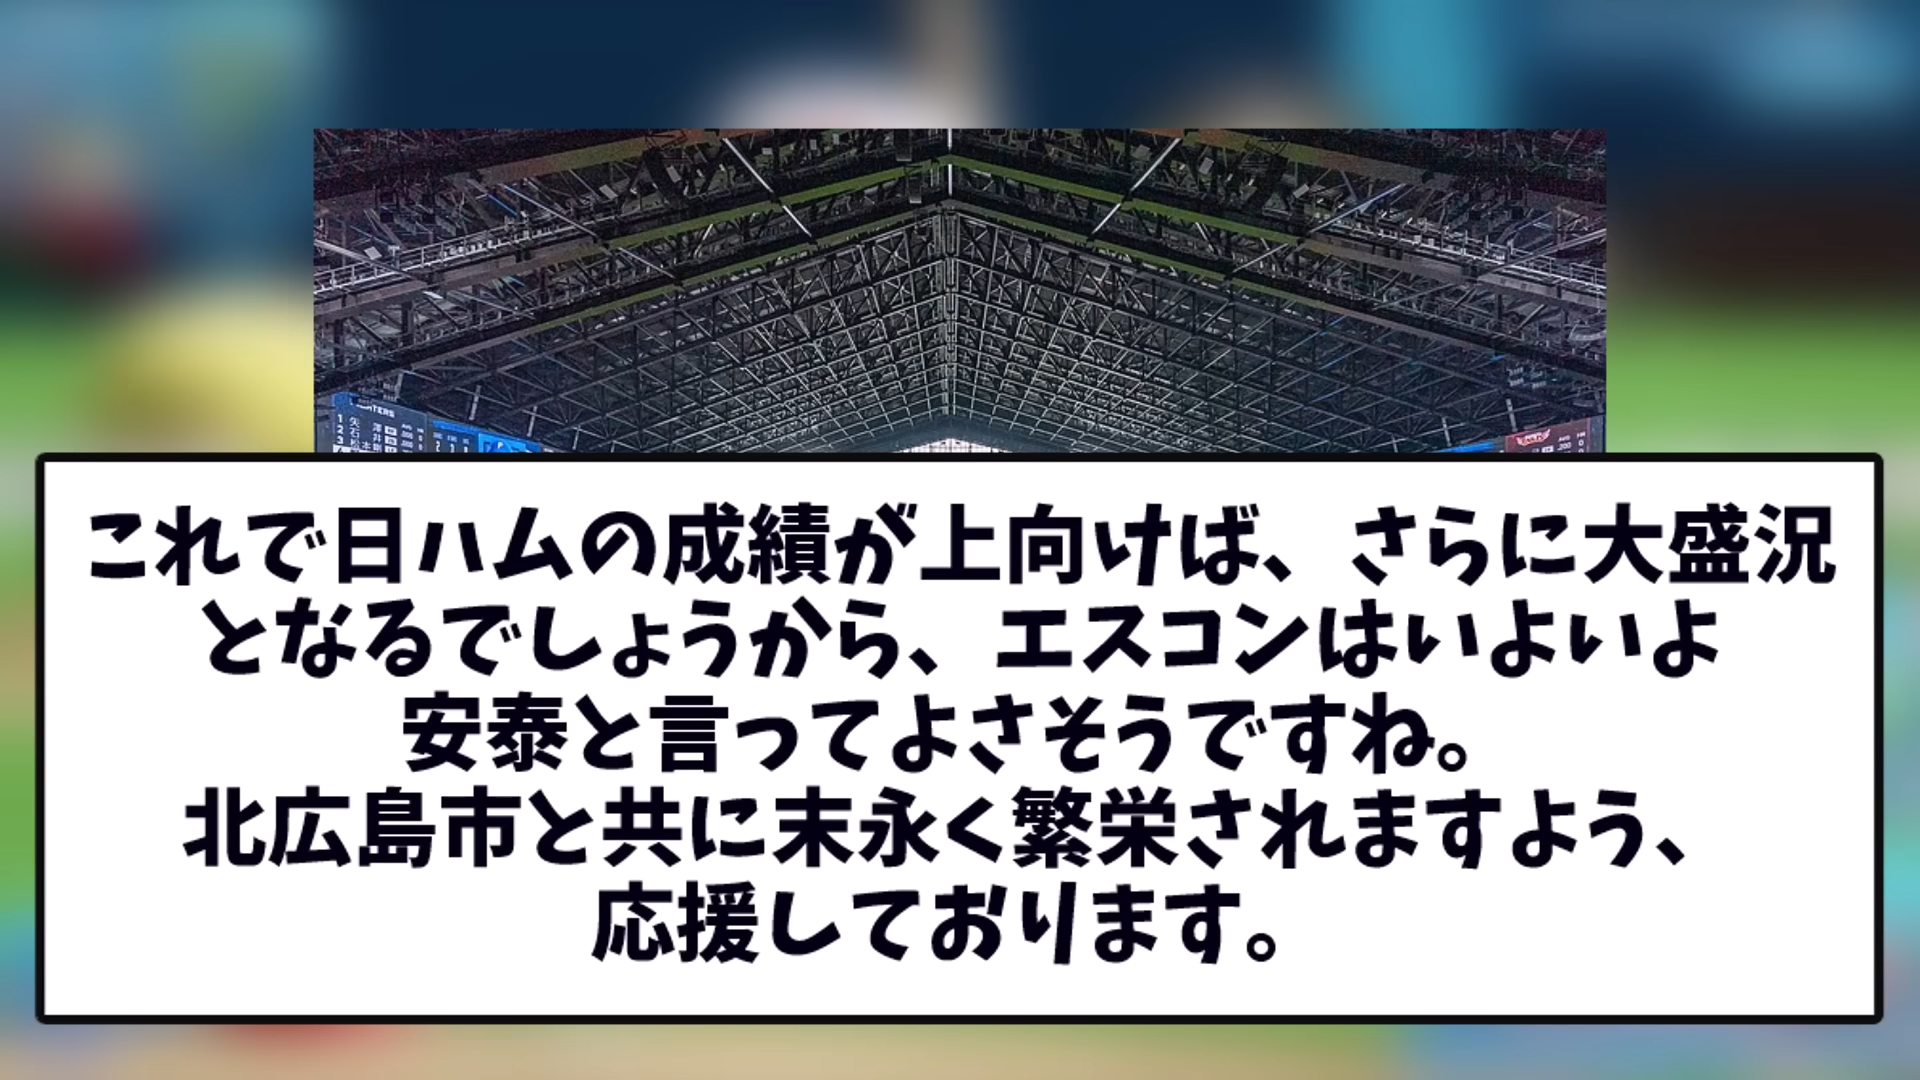 これで日ハムの成績が上向けば、さらに大盛況
となるでしょうから、エスコンはいよいよ
安泰と言ってよさそうですね。
北広島市と共に末永く繁栄されますよう、
応援しております。